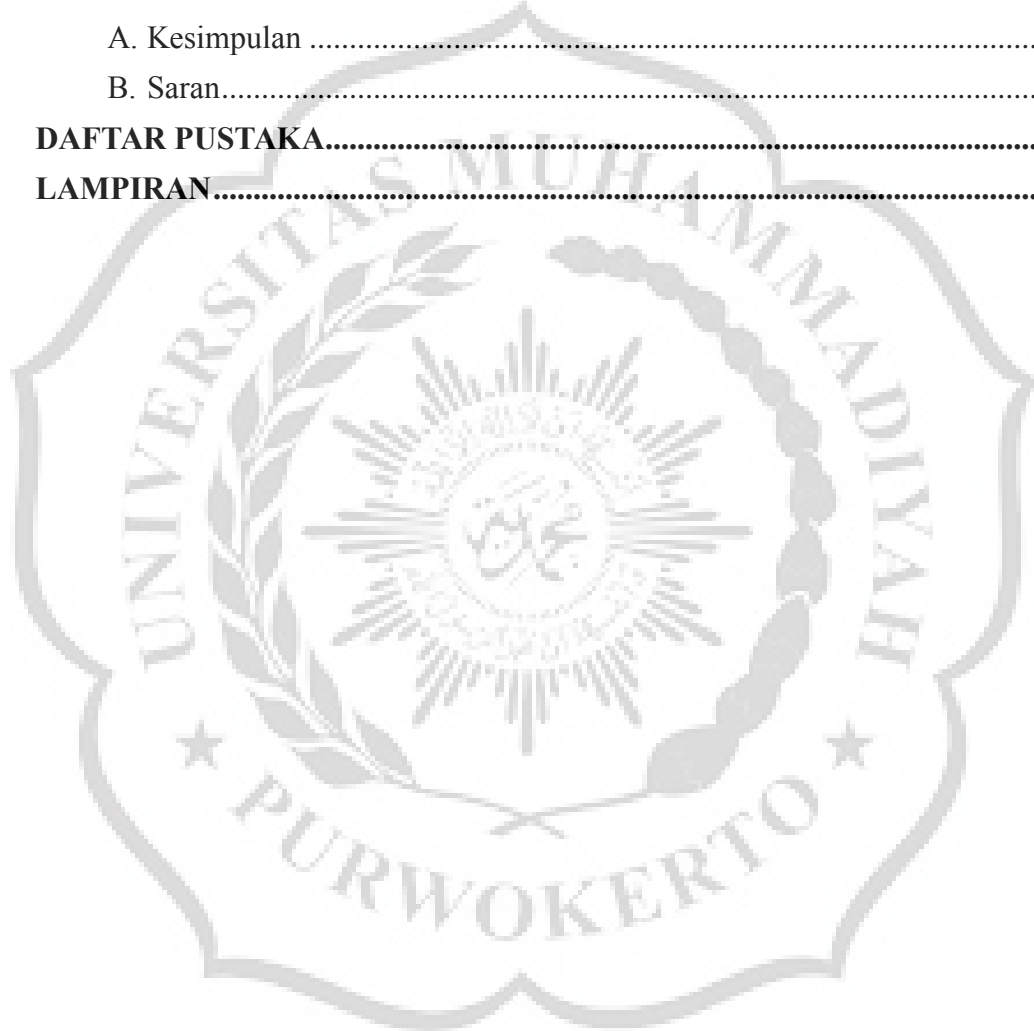 A. Kesimpulan ................................................................................
B. Saran..........................................................................................
DAFTAR PUSTAKA................................................................................
LAMPIRAN..........................................................................................
UNIVERSITAS MUHAMMADIYAH
★ PURWOKERTO ★